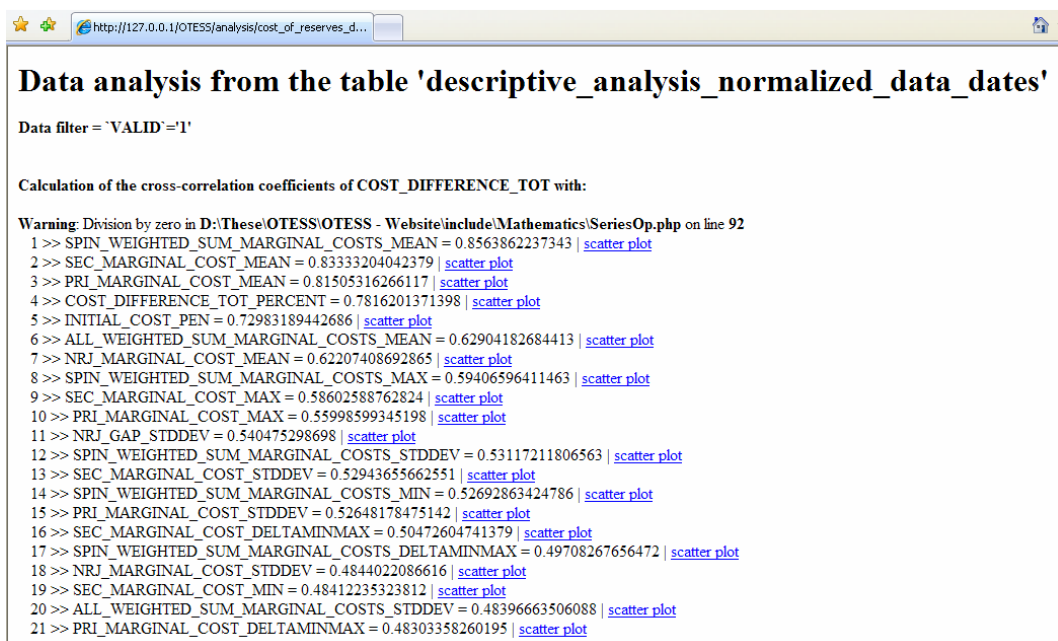 http://127.0.0.1/OTESS/analysis/cost_of_reserves_d...
Data analysis from the table 'descriptive_analysis_normalized_data_dates'
Data filter = `VALID`='1'
Calculation of the cross-correlation coefficients of COST_DIFFERENCE_TOT with:
Warning: Division by zero in D:\These\OTESS\OTESS - Website\include\Mathematics\SeriesOp.php on line 92
1 >> SPIN_WEIGHTED_SUM_MARGINAL_COSTS_MEAN = 0.8563862237343 | scatter plot
2 >> SEC_MARGINAL_COST_MEAN = 0.83333204042379 | scatter plot
3 >> PRI_MARGINAL_COST_MEAN = 0.81505316266117 | scatter plot
4 >> COST_DIFFERENCE_TOT_PERCENT = 0.7816201371398 | scatter plot
5 >> INITIAL_COST_PEN = 0.72983189442686 | scatter plot
6 >> ALL_WEIGHTED_SUM_MARGINAL_COSTS_MEAN = 0.62904182684413 | scatter plot
7 >> NRJ_MARGINAL_COST_MEAN = 0.62207408692865 | scatter plot
8 >> SPIN_WEIGHTED_SUM_MARGINAL_COSTS_MAX = 0.59406596411463 | scatter plot
9 >> SEC_MARGINAL_COST_MAX = 0.58602588762824 | scatter plot
10 >> PRI_MARGINAL_COST_MAX = 0.55998599345198 | scatter plot
11 >> NRJ_GAP_STDDEV = 0.540475298698 | scatter plot
12 >> SPIN_WEIGHTED_SUM_MARGINAL_COSTS_STDDEV = 0.53117211806563 | scatter plot
13 >> SEC_MARGINAL_COST_STDDEV = 0.52943655662551 | scatter plot
14 >> SPIN_WEIGHTED_SUM_MARGINAL_COSTS_MIN = 0.52692863424786 | scatter plot
15 >> PRI_MARGINAL_COST_STDDEV = 0.52648178475142 | scatter plot
16 >> SEC_MARGINAL_COST_DELTAMINMAX = 0.50472604741379 | scatter plot
17 >> SPIN_WEIGHTED_SUM_MARGINAL_COSTS_DELTAMINMAX = 0.49708267656472 | scatter plot
18 >> NRJ_MARGINAL_COST_STDDEV = 0.4844022086616 | scatter plot
19 >> SEC_MARGINAL_COST_MIN = 0.48412235323812 | scatter plot
20 >> ALL_WEIGHTED_SUM_MARGINAL_COSTS_STDDEV = 0.48396663506088 | scatter plot
21 >> PRI_MARGINAL_COST_DELTAMINMAX = 0.48303358260195 | scatter plot